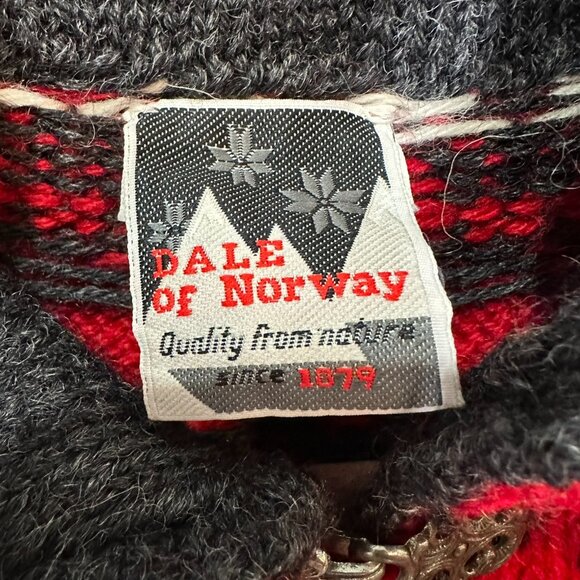 DALE
of Norway
Quality from nature
since 1879